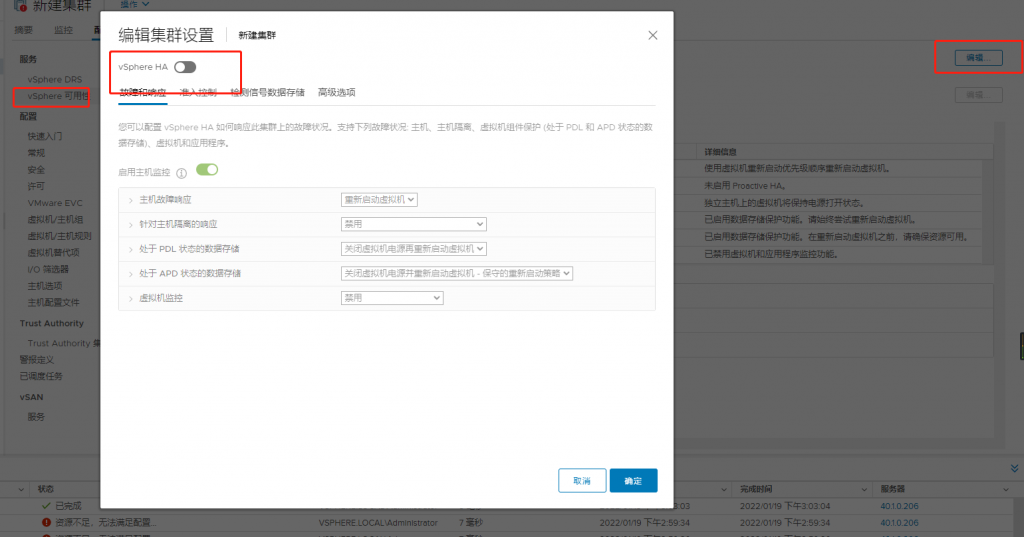 新建集群
操作
摘要 监控
服务
vSphere DRS
vSphere 可用性
配置
快速入门
常规
安全
许可
VMware EVC
虚拟机/主机组
虚拟机/主机规则
虚拟机替代项
I/O 筛选器
主机选项
主机配置文件
Trust Authority
Trust Authority 集
警报定义
已调度任务
vSAN
服务
编辑集群设置 新建集群
vSphere HA
故障和响应 准入控制 检测信号数据存储 高级选项
您可以配置 vSphere HA 如何响应此集群上的故障状况。支持下列故障状况: 主机、主机隔离、虚拟机组件保护 (处于 PDL 和 APD 状态的数
据存储)、虚拟机和应用程序。
启用主机监控
主机故障响应 重新启动虚拟机
针对主机隔离的响应 禁用
处于 PDL 状态的数据存储 关闭虚拟机电源再重新启动虚拟机
处于 APD 状态的数据存储 关闭虚拟机电源并重新启动虚拟机 - 保守的重新启动策略
虚拟机监控 禁用
取消 确定
编辑...
编辑...
详细信息
使用虚拟机重新启动优先级顺序重新启动虚拟机。
未启用 Proactive HA。
独立主机上的虚拟机将保持电源打开状态。
已启用数据存储保护功能。请始终尝试重新启动虚拟机。
已启用数据存储保护功能。在重新启动虚拟机之前，请确保资源可用。
已禁用虚拟机和应用程序监控功能。
状态 完成时间 服务器
已完成 2022/01/19 下午3:03:04 40.1.0.206
资源不足，无法满足配置... VSPHERE.LOCAL\Administrator 7 毫秒 2022/01/19 下午2:59:34 2022/01/19 下午2:59:34 40.1.0.206